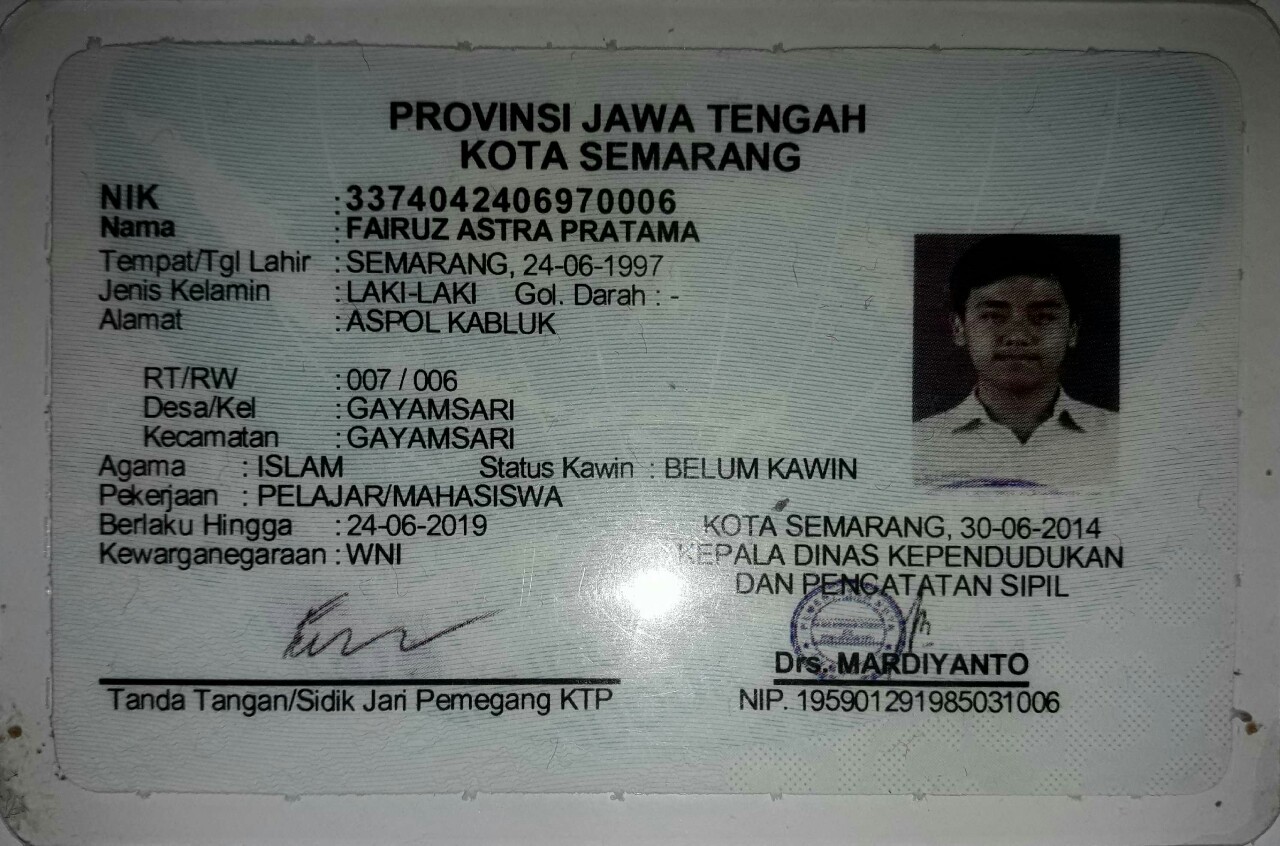 PROVINSI JAWA TENGAH
KOTA SEMARANG
NIK : 3374042406970006
Nama : FAIRUZ ASTRA PRATAMA
Tempat/Tgl Lahir : SEMARANG, 24-06-1997
Jenis Kelamin : LAKI-LAKI Gol. Darah : -
Alamat : ASPOL KABLUK
RT/RW : 007 / 006
Desa/Kel : GAYAMSARI
Kecamatan : GAYAMSARI
Agama : ISLAM Status Kawin : BELUM KAWIN
Pekerjaan : PELAJAR/MAHASISWA
Berlaku Hingga : 24-06-2019
Kewarganegaraan : WNI
KOTA SEMARANG, 30-06-2014
KEPALA DINAS KEPENDUDUKAN
DAN PENCATATAN SIPIL
Drs. MARDIYANTO
NIP. 195901291985031006
Tanda Tangan/Sidik Jari Pemegang KTP